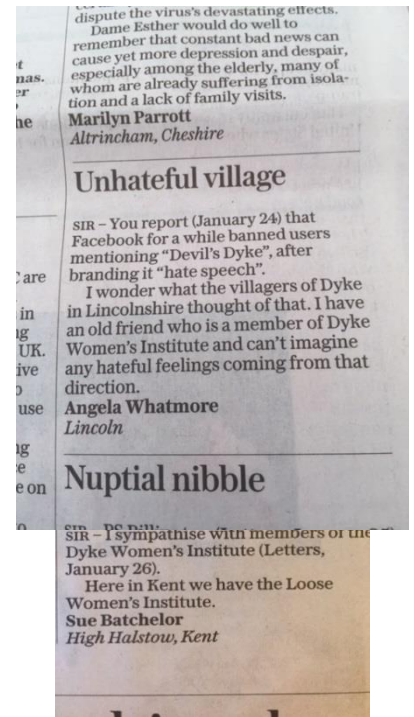 dispute the virus's devastating effects.
Dame Esther would do well to
remember that constant bad news can
cause yet more depression and despair,
especially among the elderly, many of
whom are already suffering from isola-
tion and a lack of family visits.
Marilyn Parrott
Altrincham, Cheshire
Unhateful village
SIR – You report (January 24) that
Facebook for a while banned users
mentioning “Devil's Dyke”, after
branding it “hate speech”.
I wonder what the villagers of Dyke
in Lincolnshire thought of that. I have
an old friend who is a member of Dyke
Women's Institute and can't imagine
any hateful feelings coming from that
direction.
Angela Whatmore
Lincoln
Nuptial nibble
SIR – I sympathise with members of the
Dyke Women's Institute (Letters,
January 26).
Here in Kent we have the Loose
Women's Institute.
Sue Batchelor
High Halstow, Kent
are
in
UK.
use
e on